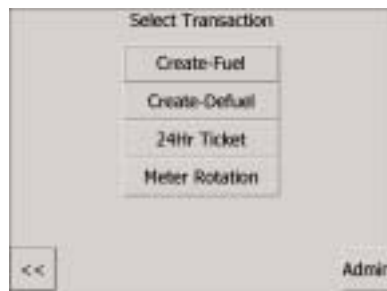 Select Transaction
Create-Fuel
Create-Defuel
24Hr Ticket
Meter Rotation
<<
Admin